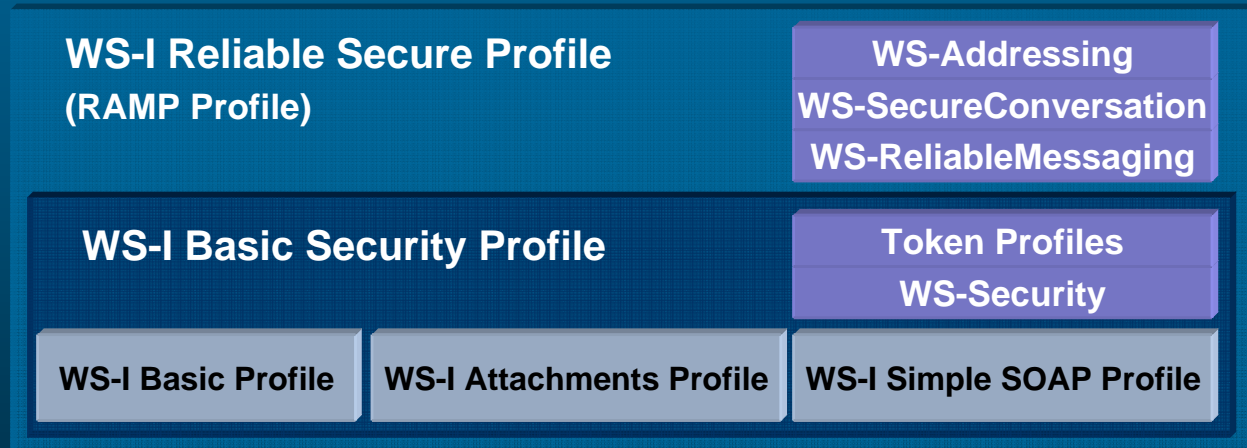 WS-I Reliable Secure Profile
(RAMP Profile)
WS-Addressing
WS-SecureConversation
WS-ReliableMessaging
WS-I Basic Security Profile
Token Profiles
WS-Security
WS-I Basic Profile
WS-I Attachments Profile
WS-I Simple SOAP Profile